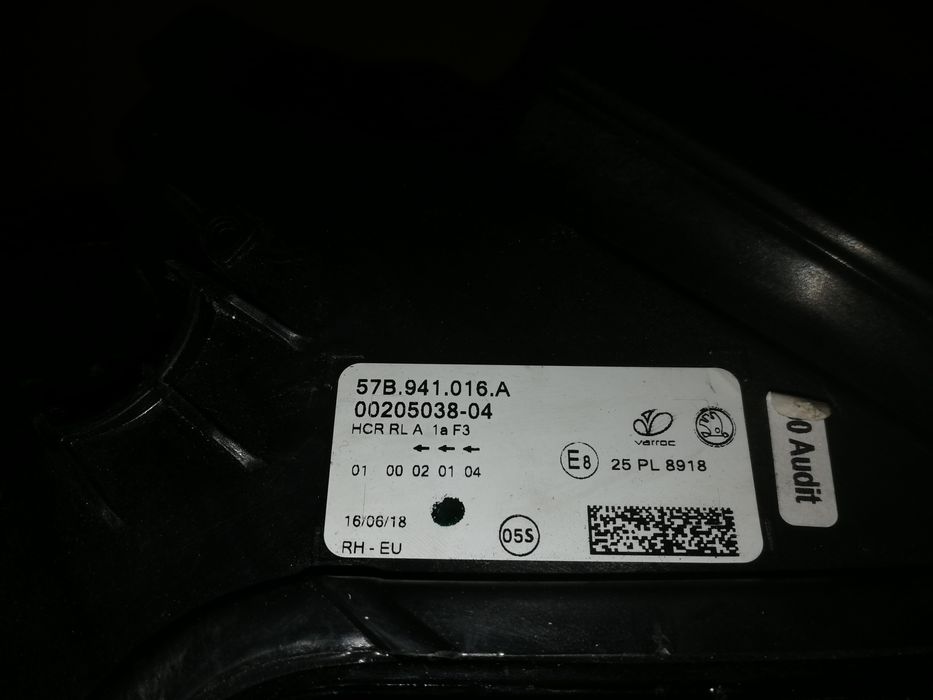 57B.941.016.A
00205038-04
HCR RL A 1a F3
←←←
01 00 02 01 04
varroc
E8 25 PL 8918
16/06/18
05S
RH - EU
0 Audit